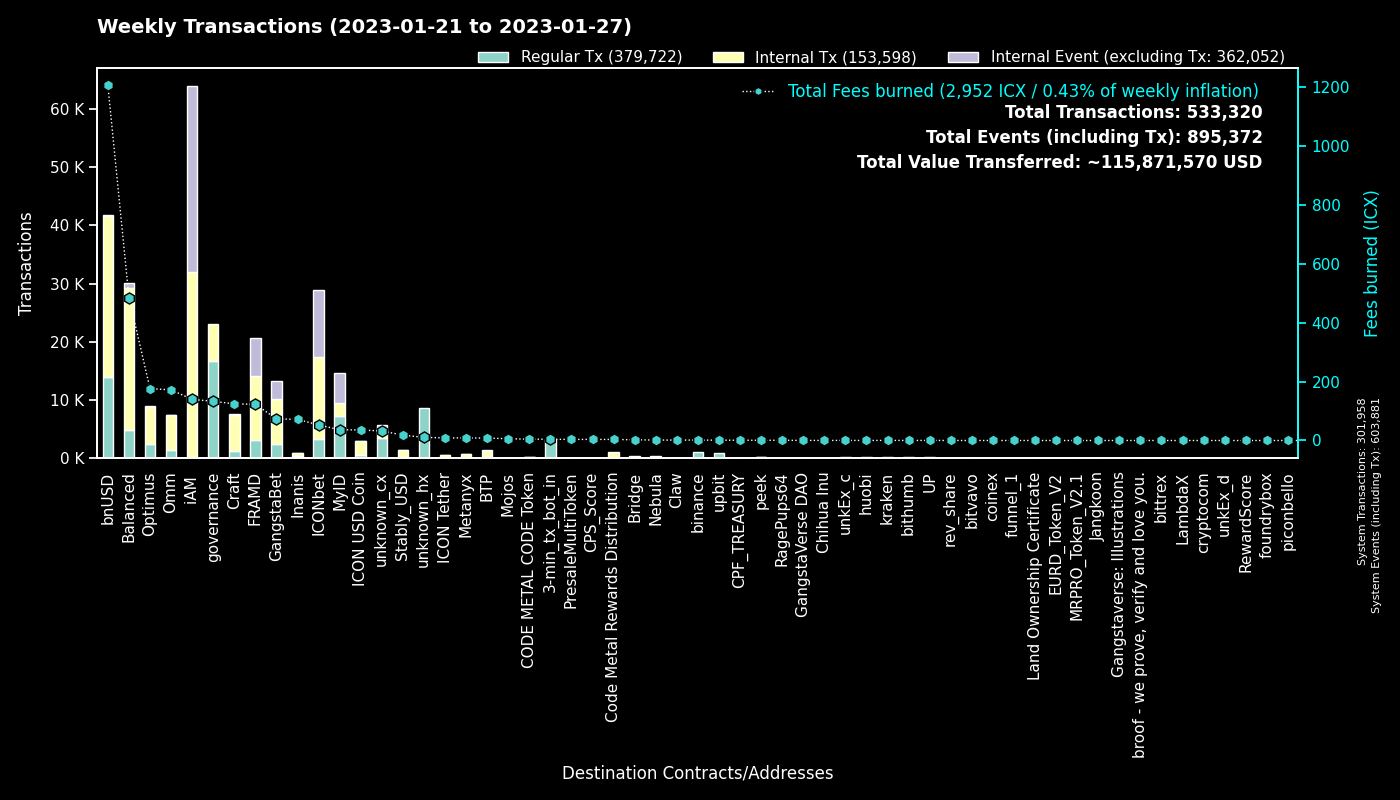 Weekly Transactions (2023-01-21 to 2023-01-27)
Regular Tx (379,722)
Internal Tx (153,598)
Internal Event (excluding Tx: 362,052)
Total Fees burned (2,952 ICX / 0.43% of weekly inflation)
Total Transactions: 533,320
Total Events (including Tx): 895,372
Total Value Transferred: ~115,871,570 USD
Transactions
60 K
50 K
40 K
30 K
20 K
10 K
0 K
1200
1000
800
600
400
200
0
Fees burned (ICX)
System Transactions: 301,958
System Events (including Tx): 603,881
bnUSD
Balanced
Optimus
Omm
iAM
governance
Craft
FRAMD
GangstaBet
Inanis
ICONbet
MyID
ICON USD Coin
unknown_cx
Stably_USD
unknown_hx
ICON Tether
Metanyx
BTP
Mojos
CODE METAL CODE Token
3-min_tx_bot_in
PresaleMultiToken
CPS_Score
Code Metal Rewards Distribution
Bridge
Nebula
Claw
binance
upbit
CPF_TREASURY
peek
RagePups64
GangstaVerse DAO
Chihua Inu
unkEx_c
huobi
kraken
bithumb
UP
rev_share
bitvavo
coinex
funnel_1
Land Ownership Certificate
EURD_Token_V2
MRPRO_Token_V2.1
Jangkoon
Gangstaverse: Illustrations
broof - we prove, verify and love you.
bittrex
LambdaX
cryptocom
unkEx_d
RewardScore
foundrybox
piconbello
Destination Contracts/Addresses